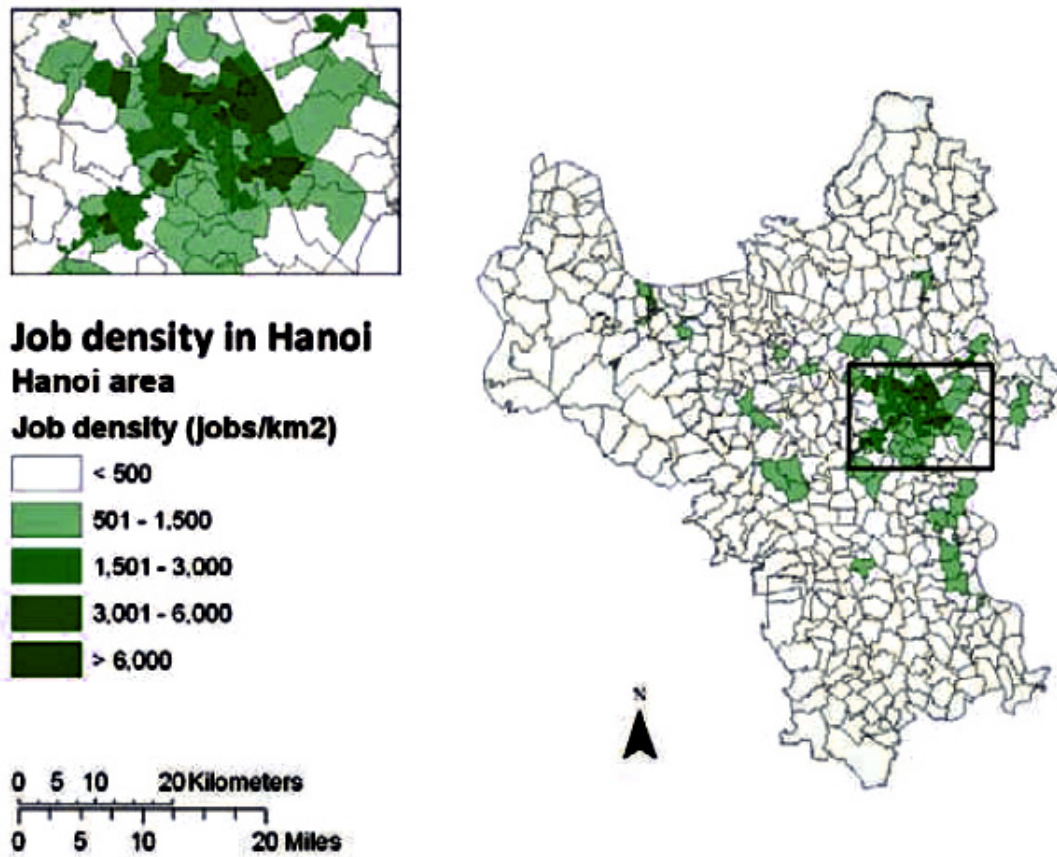 Job density in Hanoi
Hanoi area
Job density (jobs/km2)
< 500
501 - 1,500
1,501 - 3,000
3,001 - 6,000
> 6,000
N
0 5 10 20 Kilometers
0 5 10 20 Miles